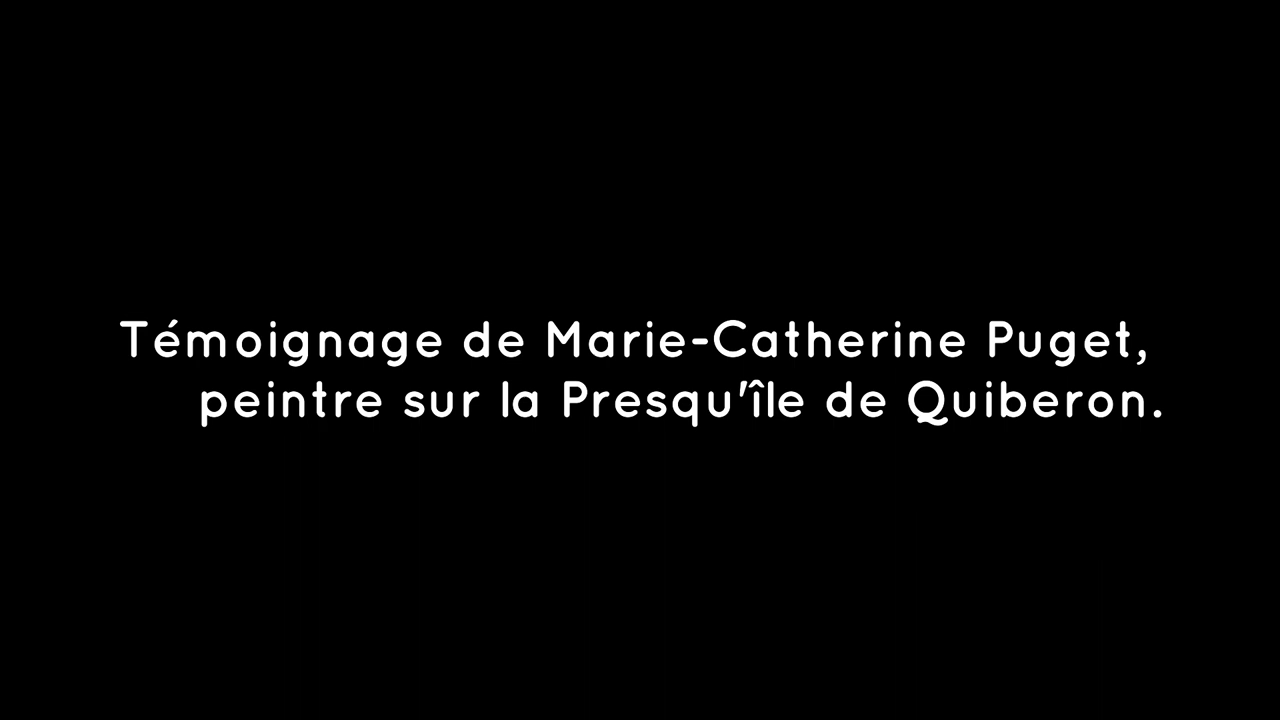 Témoignage de Marie-Catherine Puget,
peintre sur la Presqu'île de Quiberon.